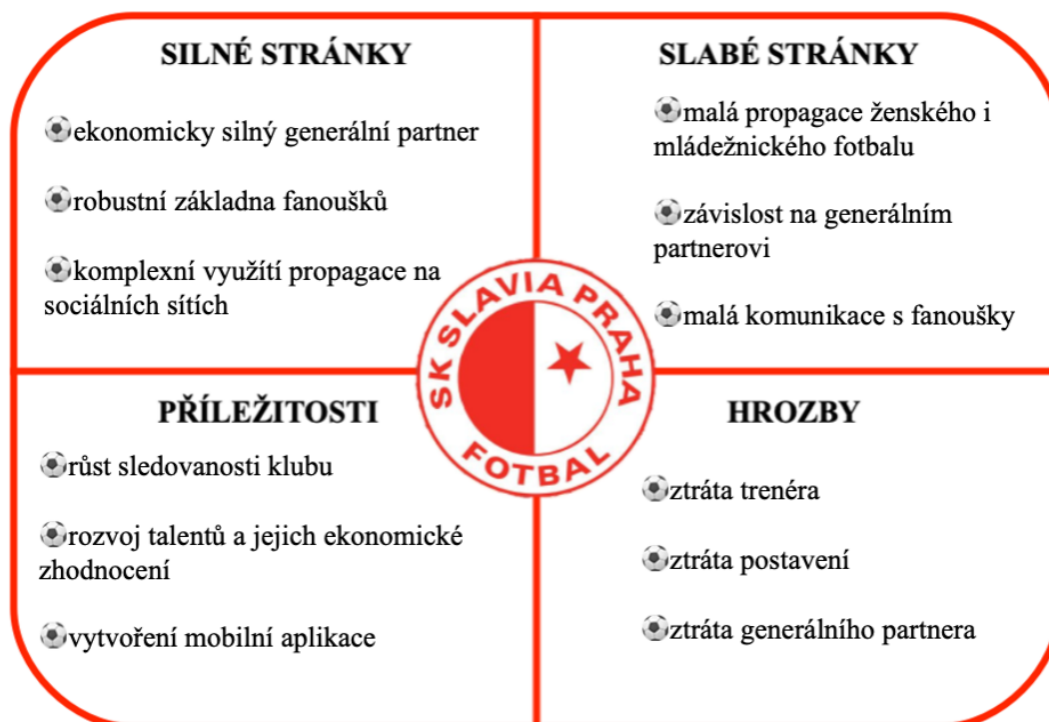 SILNÉ STRÁNKY
ekonomicky silný generální partner
robustní základna fanoušků
komplexní využítí propagace na
sociálních sítích
SLABÉ STRÁNKY
malá propagace ženského i
mládežnického fotbalu
závislost na generálním
partnerovi
malá komunikace s fanoušky
SK SLAVIA PRAHA
FOTBAL
PŘÍLEŽITOSTI
růst sledovanosti klubu
rozvoj talentů a jejich ekonomické
zhodnocení
vytvoření mobilní aplikace
HROZBY
ztráta trenéra
ztráta postavení
ztráta generálního partnera